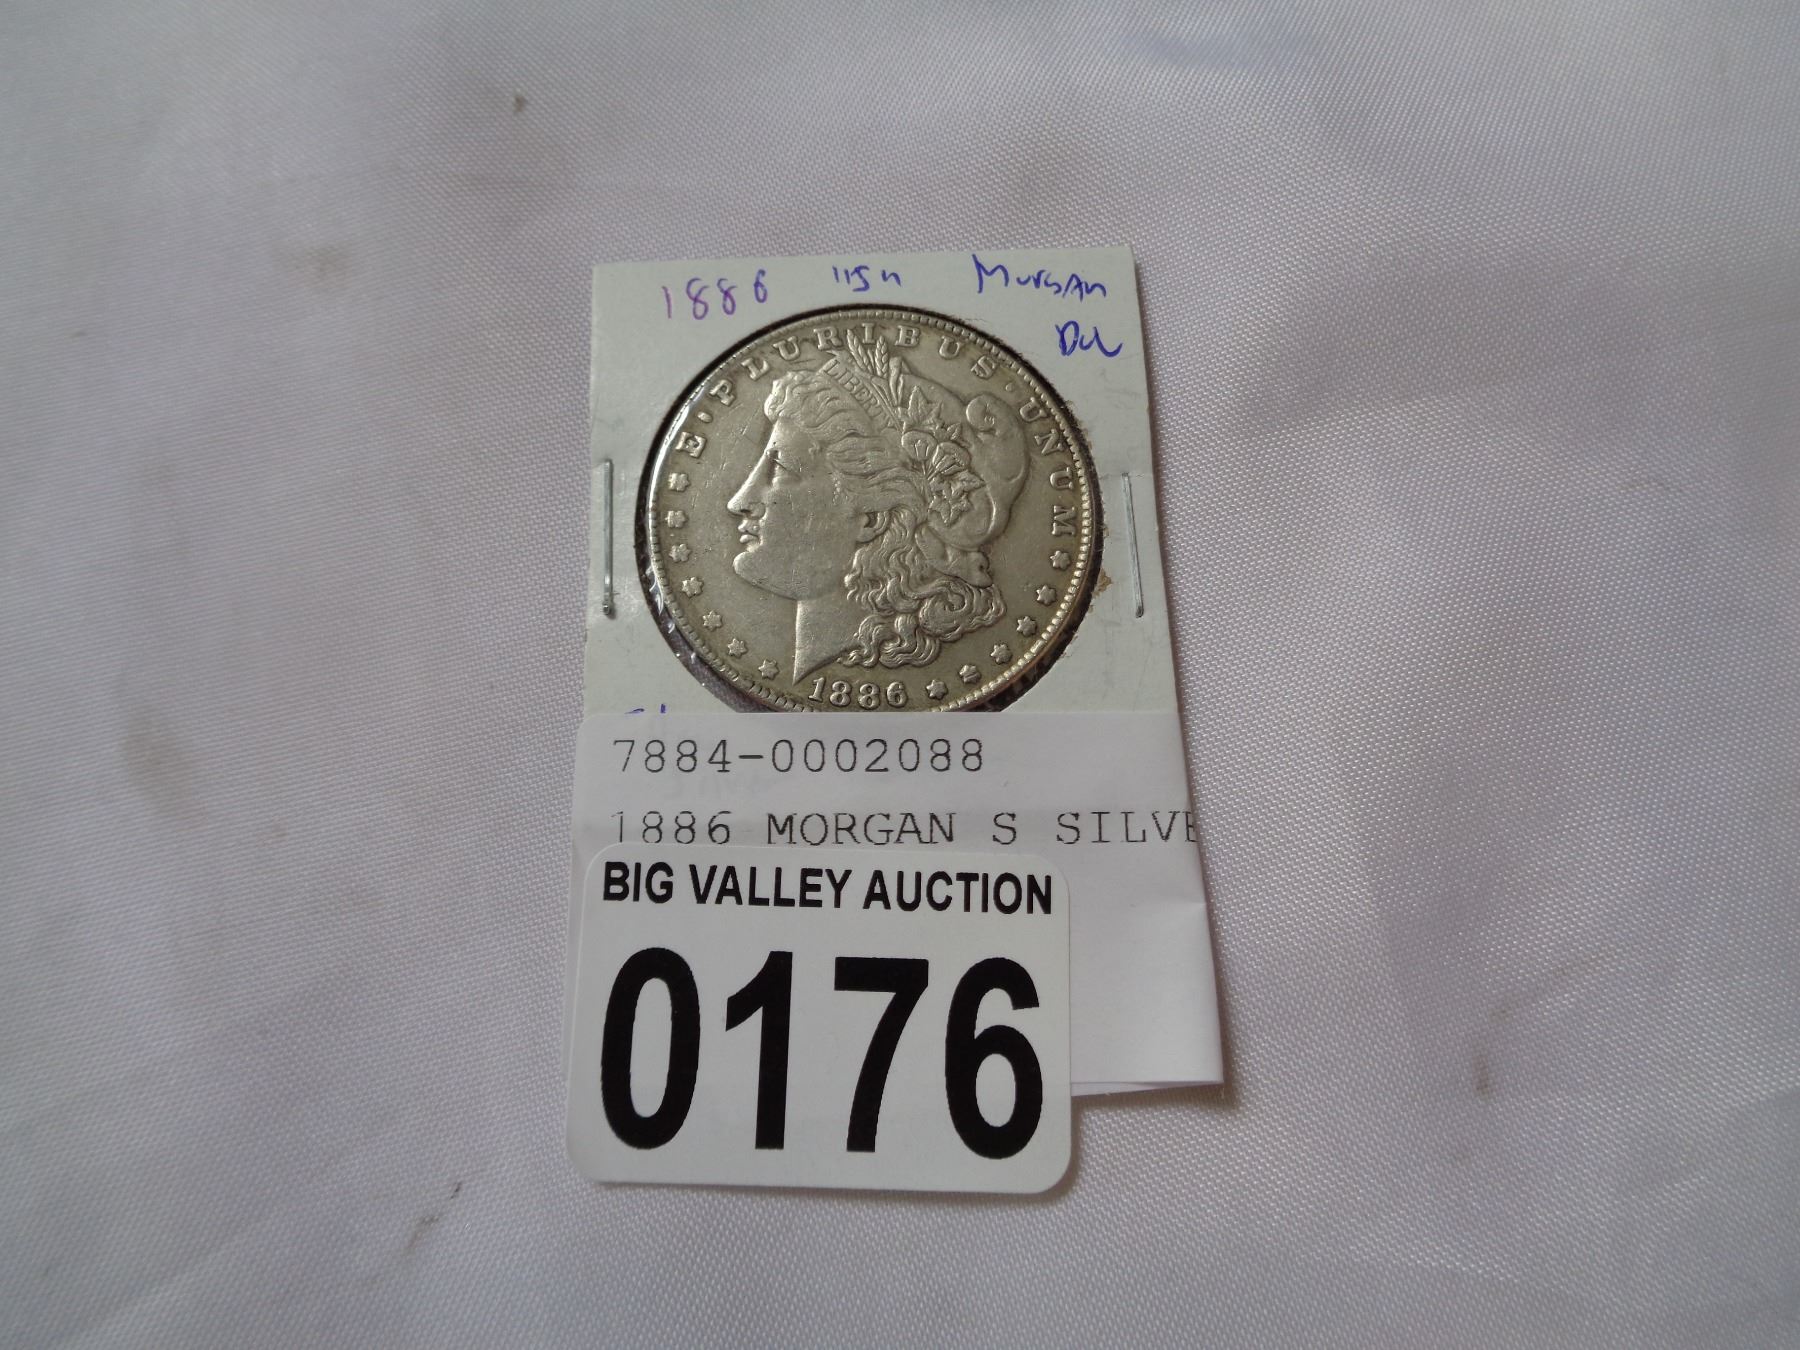 1886 "S" Morgan
E·PLURIBUS·UNUM
LIBERTY
1886
7884-0002088
1886 MORGAN S SILVE
BIG VALLEY AUCTION
0176